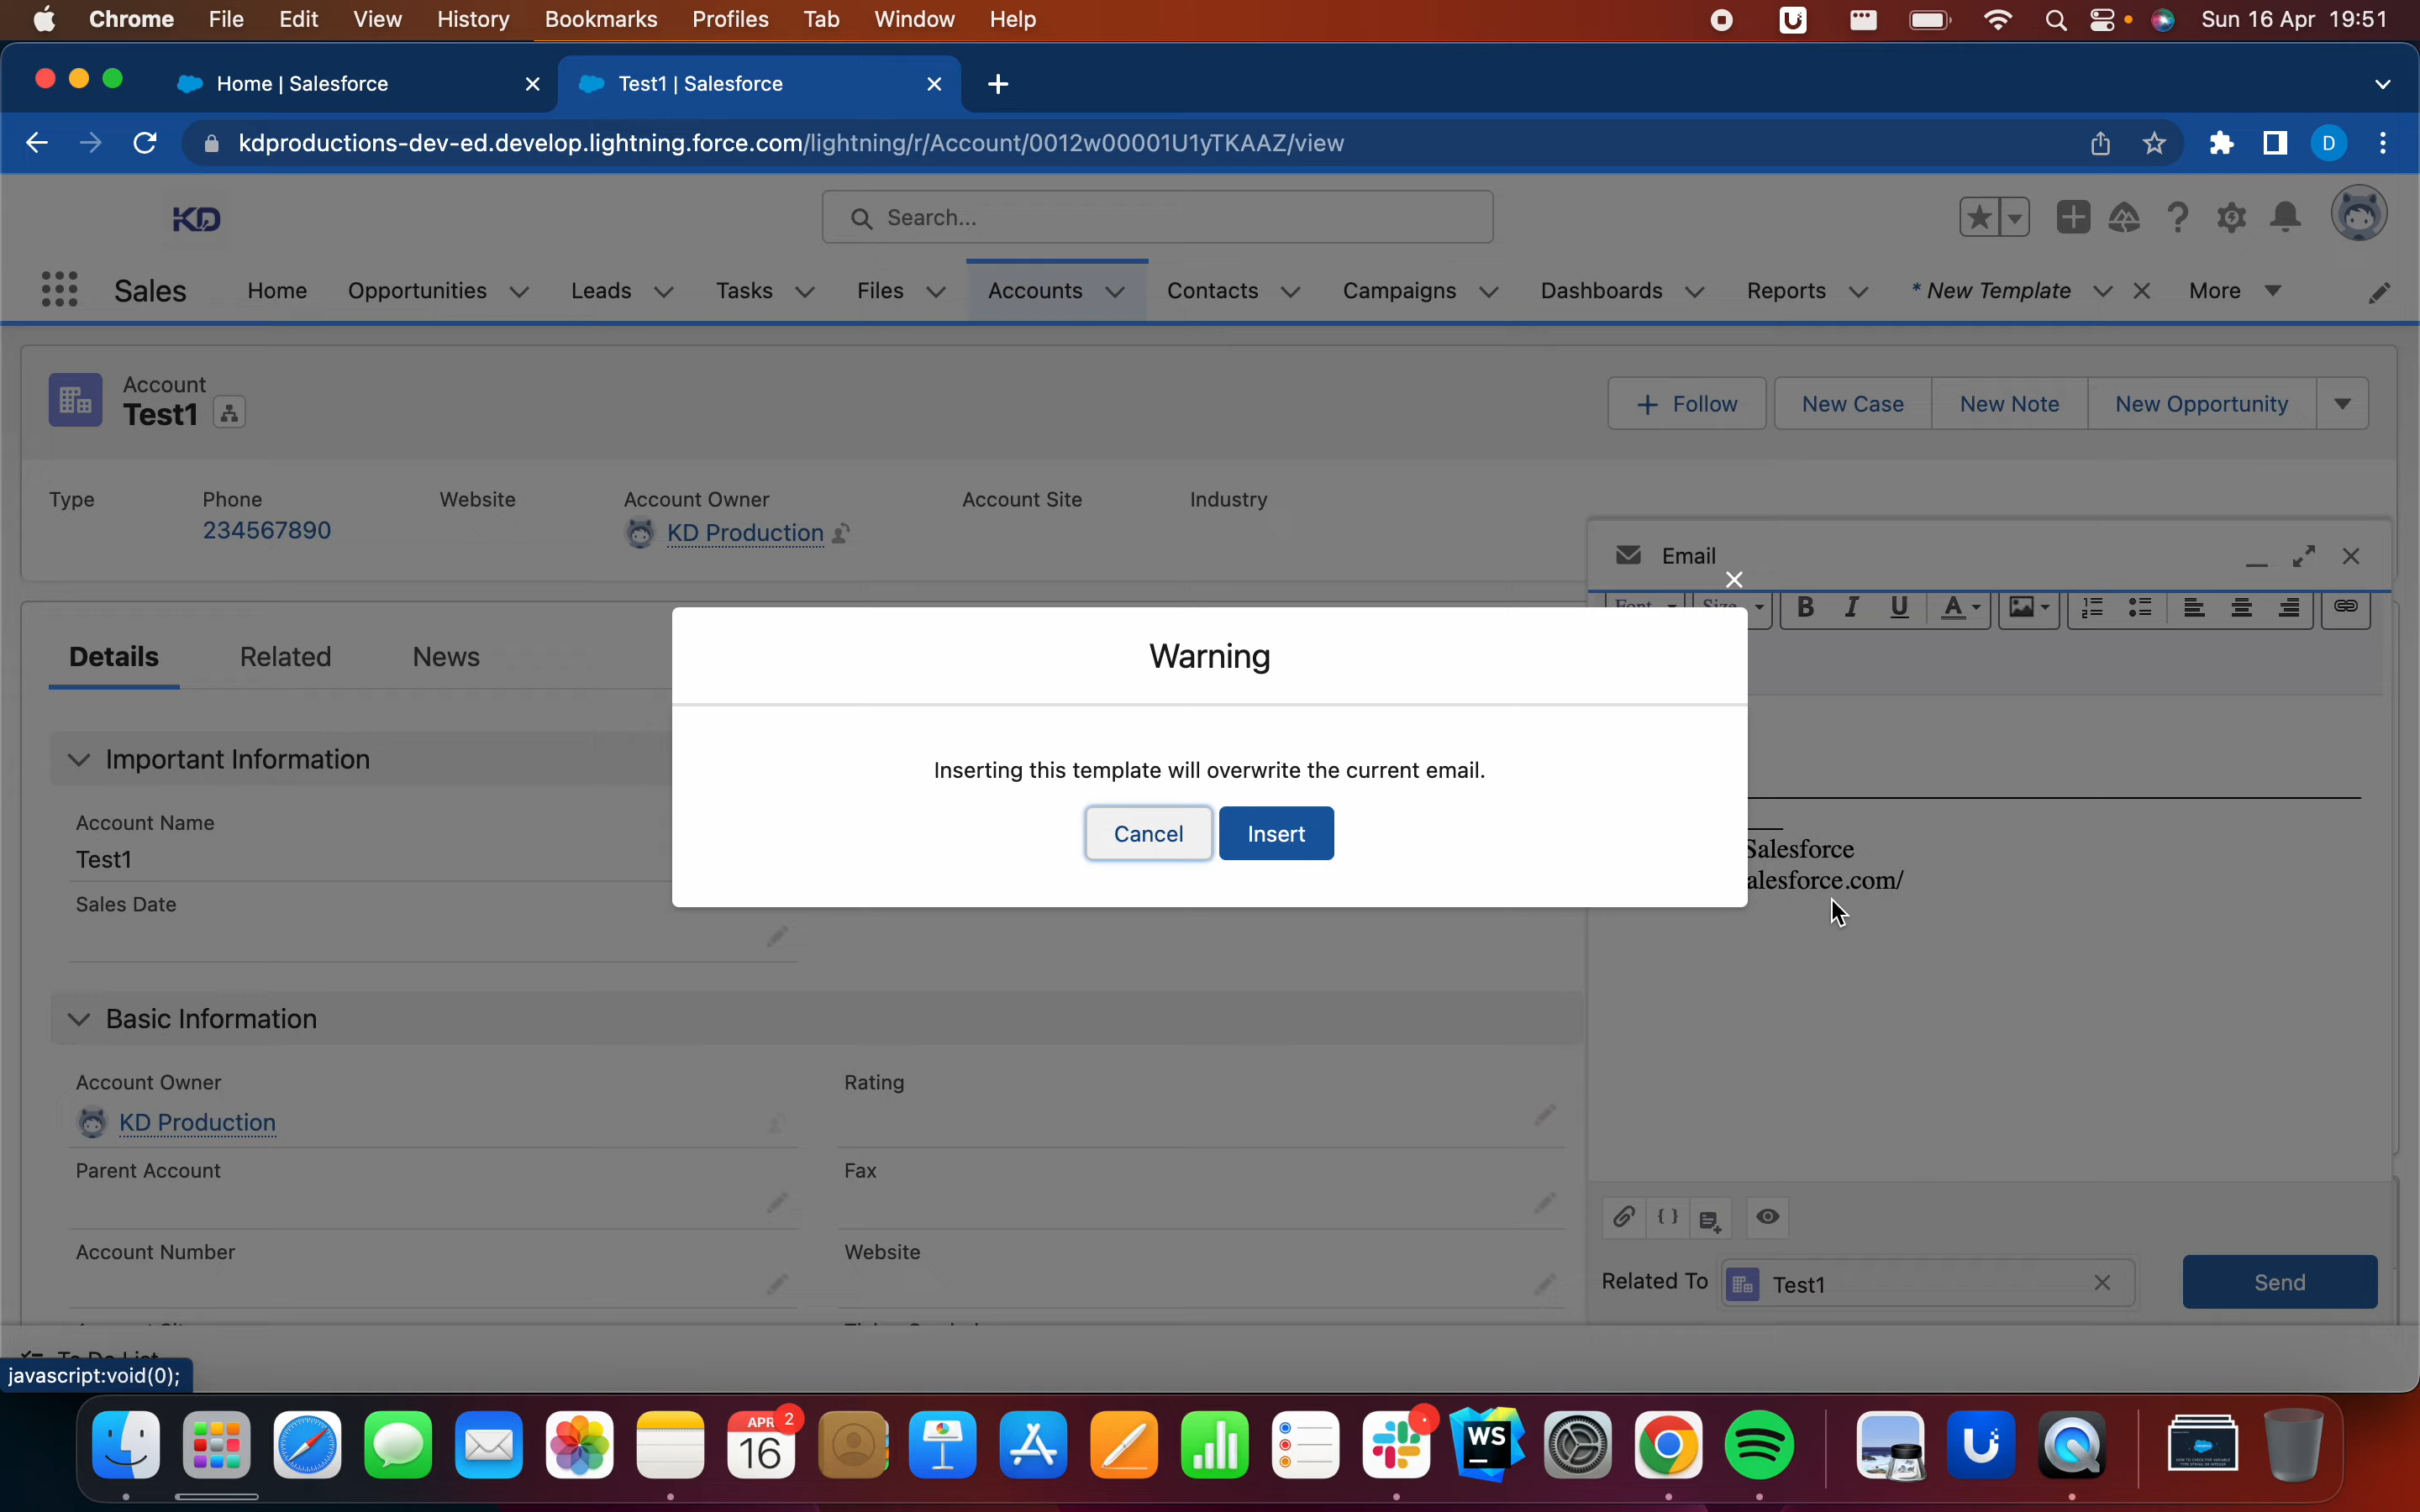 Chrome File Edit View History Bookmarks Profiles Tab Window Help Sun 16 Apr 19:51
Home | Salesforce Test1 | Salesforce
kdproductions-dev-ed.develop.lightning.force.com/lightning/r/Account/0012w00001U1yTKAAZ/view D
KD Search...
Sales Home Opportunities Leads Tasks Files Accounts Contacts Campaigns Dashboards Reports * New Template More
Account
Test1
Follow New Case New Note New Opportunity
Type Phone Website Account Owner Account Site Industry
234567890 KD Production
Email
Font Size B I U A
Details Related News
Warning
Inserting this template will overwrite the current email.
Cancel Insert
Salesforce
alesforce.com/
Important Information
Account Name
Test1
Sales Date
Basic Information
Account Owner Rating
KD Production
Parent Account Fax
Account Number Website
{ }
Related To Test1 Send
To Do List
javascript:void(0);
APR 2
16
WS